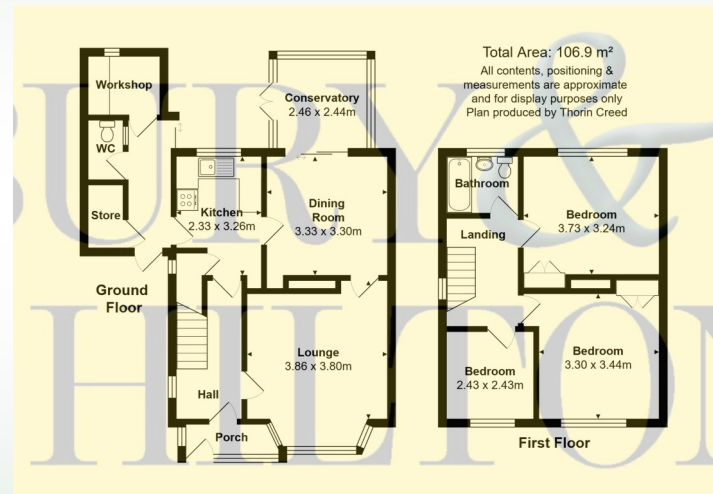 Total Area: 106.9 m²
All contents, positioning &
measurements are approximate
and for display purposes only
Plan produced by Thorin Creed
Workshop
WC
Store
Conservatory
2.46 x 2.44m
Kitchen
2.33 x 3.26m
Dining
Room
3.33 x 3.30m
Ground
Floor
Lounge
3.86 x 3.80m
Hall
Porch
Bathroom
Landing
Bedroom
3.73 x 3.24m
Bedroom
2.43 x 2.43m
Bedroom
3.30 x 3.44m
First Floor
BURY &
HILTON